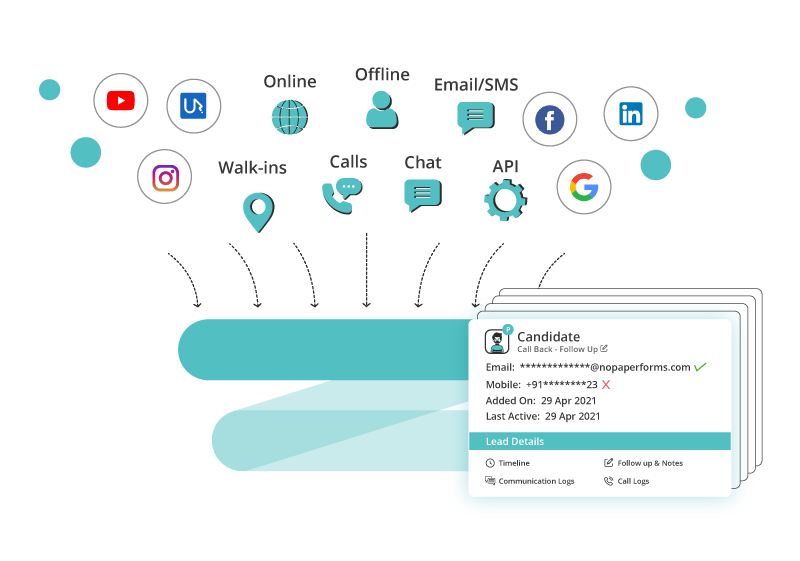 Online
Offline
Email/SMS
f
in
Walk-ins
Calls
Chat
API
G
P
Candidate
Call Back - Follow Up
Email: *************@nopaperforms.com
Mobile: +91********23
Added On: 29 Apr 2021
Last Active: 29 Apr 2021
Lead Details
Timeline
Follow up & Notes
Communication Logs
Call Logs